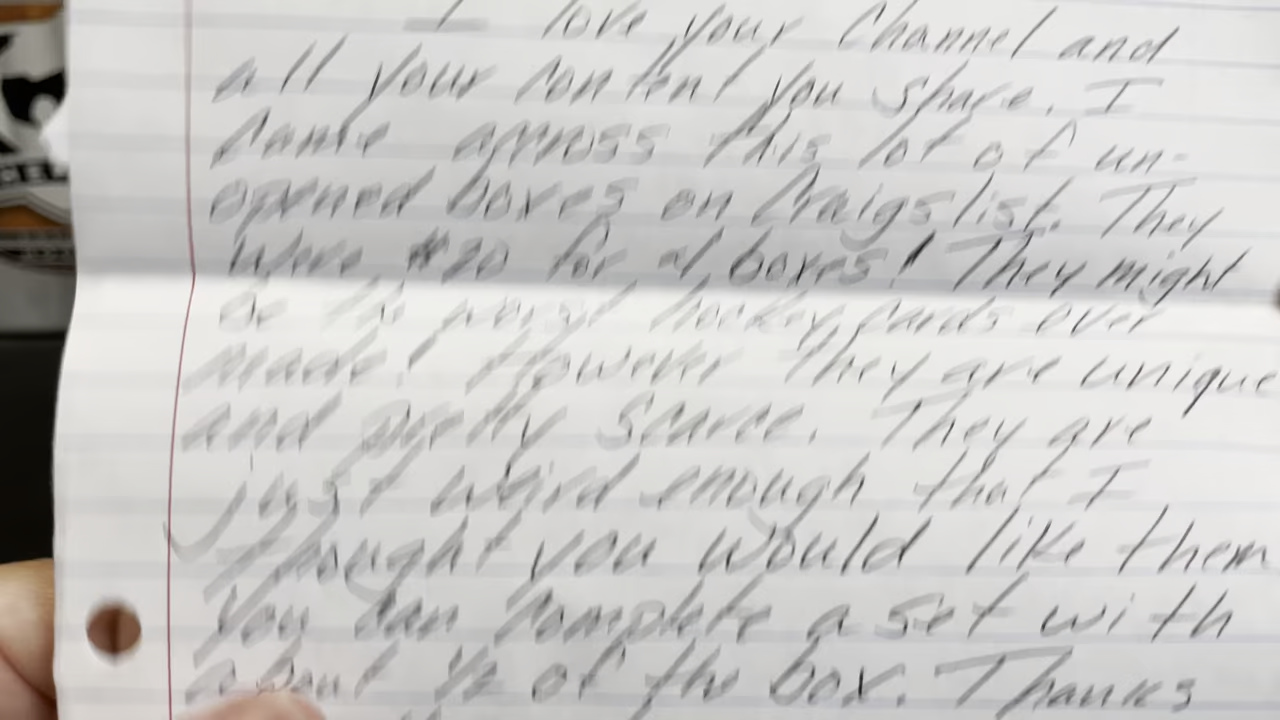 I love your Channel and
all your content you share. I
came across this lot of un-
opened boxes on Craigslist. They
were $20 for boxes! They might
be the worst hockey cards ever
made! However they are unique
and pretty scarce. They are
just weird enough that I
thought you would like them
You can complete a set with
about ½ of the box. Thanks